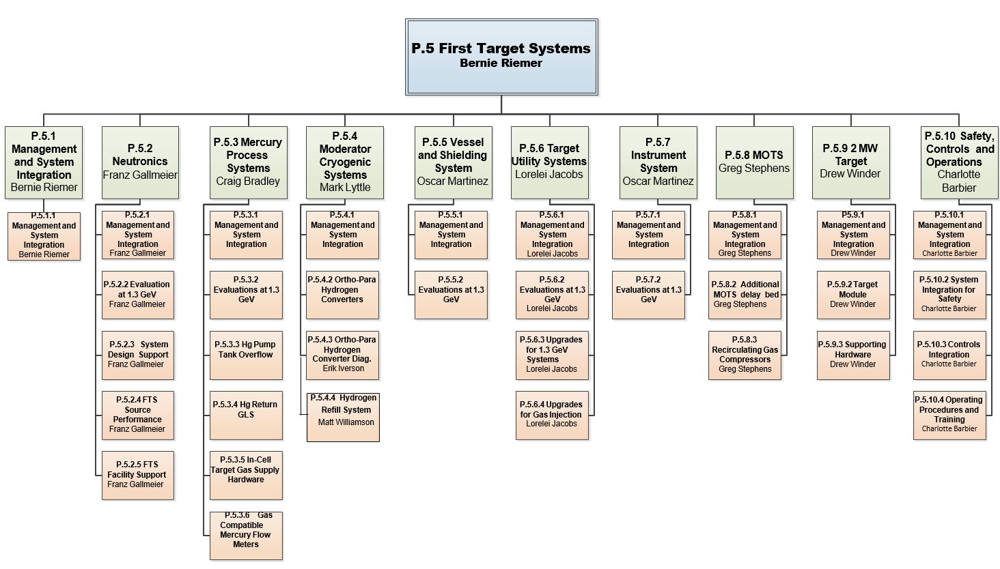 P.5 First Target Systems
Bernie Riemer
P.5.1
Management
and System
Integration
Bernie Riemer
P.5.2
Neutronics
Franz Gallmeier
P.5.3 Mercury
Process
Systems
Craig Bradley
P.5.4
Moderator
Cryogenic
Systems
Mark Lyttle
P.5.5 Vessel
and Shielding
System
Oscar Martinez
P.5.6 Target
Utility Systems
Lorelei Jacobs
P.5.7
Instrument
System
Oscar Martinez
P.5.8 MOTS
Greg Stephens
P.5.9 2 MW
Target
Drew Winder
P.5.10 Safety,
Controls and
Operations
Charlotte
Barbier
P.5.1.1
Management and
System
Integration
Bernie Riemer
P.5.2.1
Management and
System
Integration
Franz Gallmeier
P.5.2.2 Evaluation
at 1.3 GeV
Franz Gallmeier
P.5.2.3 System
Design Support
Franz Gallmeier
P.5.2.4 FTS
Source
Performance
Franz Gallmeier
P.5.2.5 FTS
Facility Support
Franz Gallmeier
P.5.3.1
Management and
System
Integration
P.5.3.2
Evaluations at 1.3
GeV
P.5.3.3 Hg Pump
Tank Overflow
P.5.3.4 Hg Return
GLS
P.5.3.5 In-Cell
Target Gas Supply
Hardware
P.5.3.6 Gas
Compatible
Mercury Flow
Meters
P.5.4.1
Management and
System
Integration
P.5.4.2 Ortho-Para
Hydrogen
Converters
P.5.4.3 Ortho-Para
Hydrogen
Converter Diag.
Erik Iverson
P.5.4.4 Hydrogen
Refill System
Matt Williamson
P.5.5.1
Management and
System
Integration
P.5.5.2
Evaluations at 1.3
GeV
P.5.6.1
Management and
System
Integration
Lorelei Jacobs
P.5.6.2
Evaluations at 1.3
GeV
Lorelei Jacobs
P.5.6.3 Upgrades
for 1.3 GeV
Systems
Lorelei Jacobs
P.5.6.4 Upgrades
for Gas Injection
Lorelei Jacobs
P.5.7.1
Management and
System
Integration
P.5.7.2
Evaluations at 1.3
GeV
P.5.8.1
Management and
System
Integration
Greg Stephens
P.5.8.2 Additional
MOTS delay bed
Greg Stephens
P.5.8.3
Recirculating Gas
Compressors
Greg Stephens
P5.9.1
Management and
System
Integration
Drew Winder
P.5.9.2 Target
Module
Drew Winder
P.5.9.3 Supporting
Hardware
Drew Winder
P.5.10.1
Management and
System
Integration
Charlotte Barbier
P.5.10.2 System
Integration for
Safety
Charlotte Barbier
P.5.10.3 Controls
Integration
Charlotte Barbier
P.5.10.4 Operating
Procedures and
Training
Charlotte Barbier